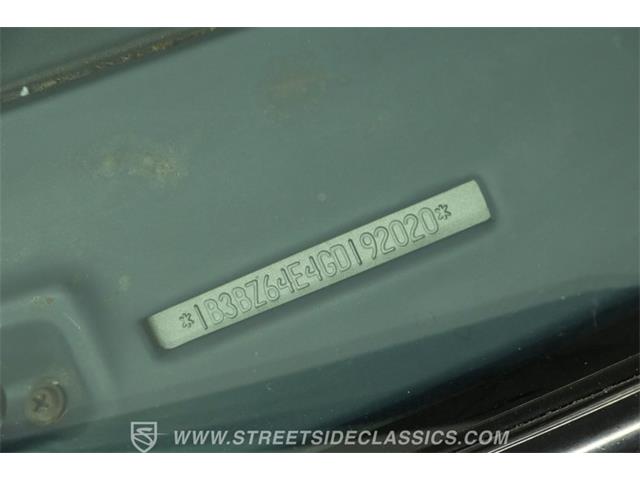 *1B3BZ64E4GD192020*
WWW.STREETSIDECLASSICS.COM